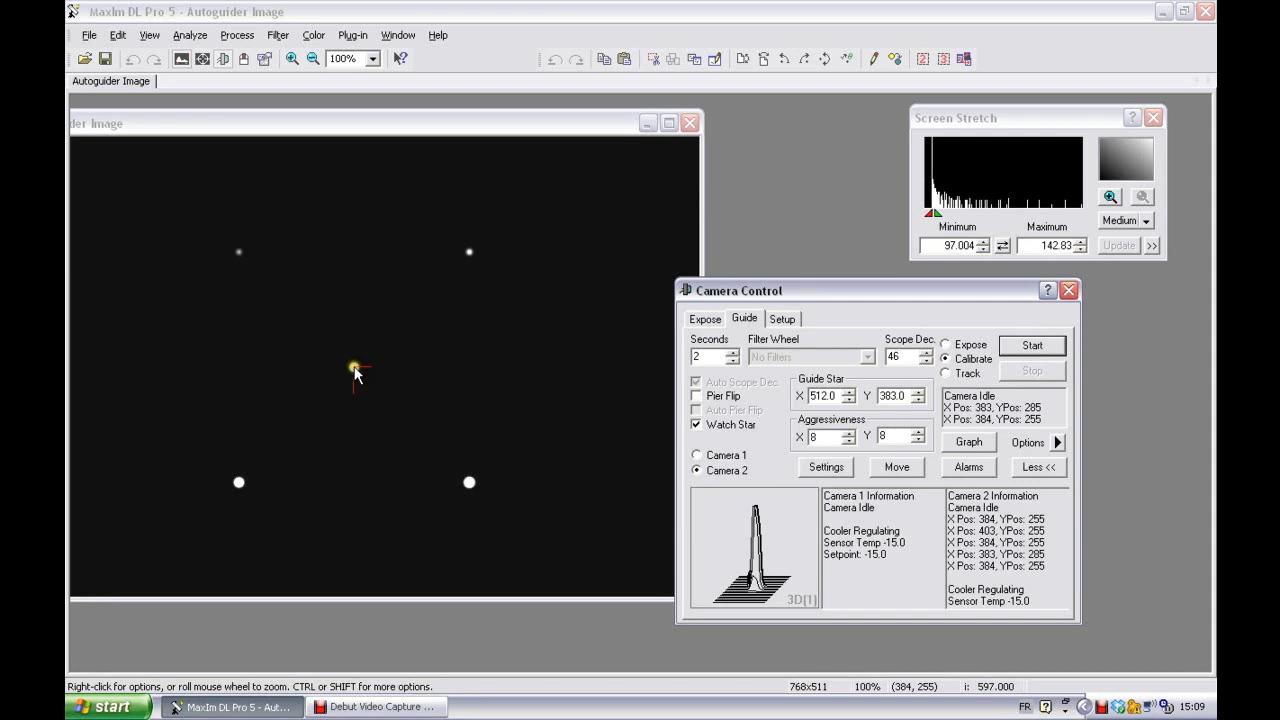 MaxIm DL Pro 5 - Autoguider Image
File Edit View Analyze Process Filter Color Plug-in Window Help
100%
Autoguider Image
der Image
Screen Stretch
Medium
Minimum Maximum
97.004 142.83 Update >>
Camera Control
Expose Guide Setup
Seconds Filter Wheel Scope Dec.
2 No Filters 46
Expose
Calibrate
Track
Start
Stop
Auto Scope Dec.
Pier Flip
Auto Pier Flip
Watch Star
Guide Star
X 512.0 Y 383.0
Aggressiveness
X 8 Y 8
Camera Idle
X Pos: 383, YPos: 285
X Pos: 384, YPos: 255
Graph Options
Camera 1
Camera 2
Settings Move Alarms Less <<
3D[1]
Camera 1 Information
Camera Idle
Cooler Regulating
Sensor Temp -15.0
Setpoint: -15.0
Camera 2 Information
Camera Idle
X Pos: 384, YPos: 255
X Pos: 403, YPos: 255
X Pos: 384, YPos: 255
X Pos: 383, YPos: 285
X Pos: 384, YPos: 255
Cooler Regulating
Sensor Temp -15.0
Right-click for options, or roll mouse wheel to zoom. CTRL or SHIFT for more options. 768x511 100% (384, 255) i: 597.000
start MaxIm DL Pro 5 - Autog... Debut Video Capture ... FR 15:09